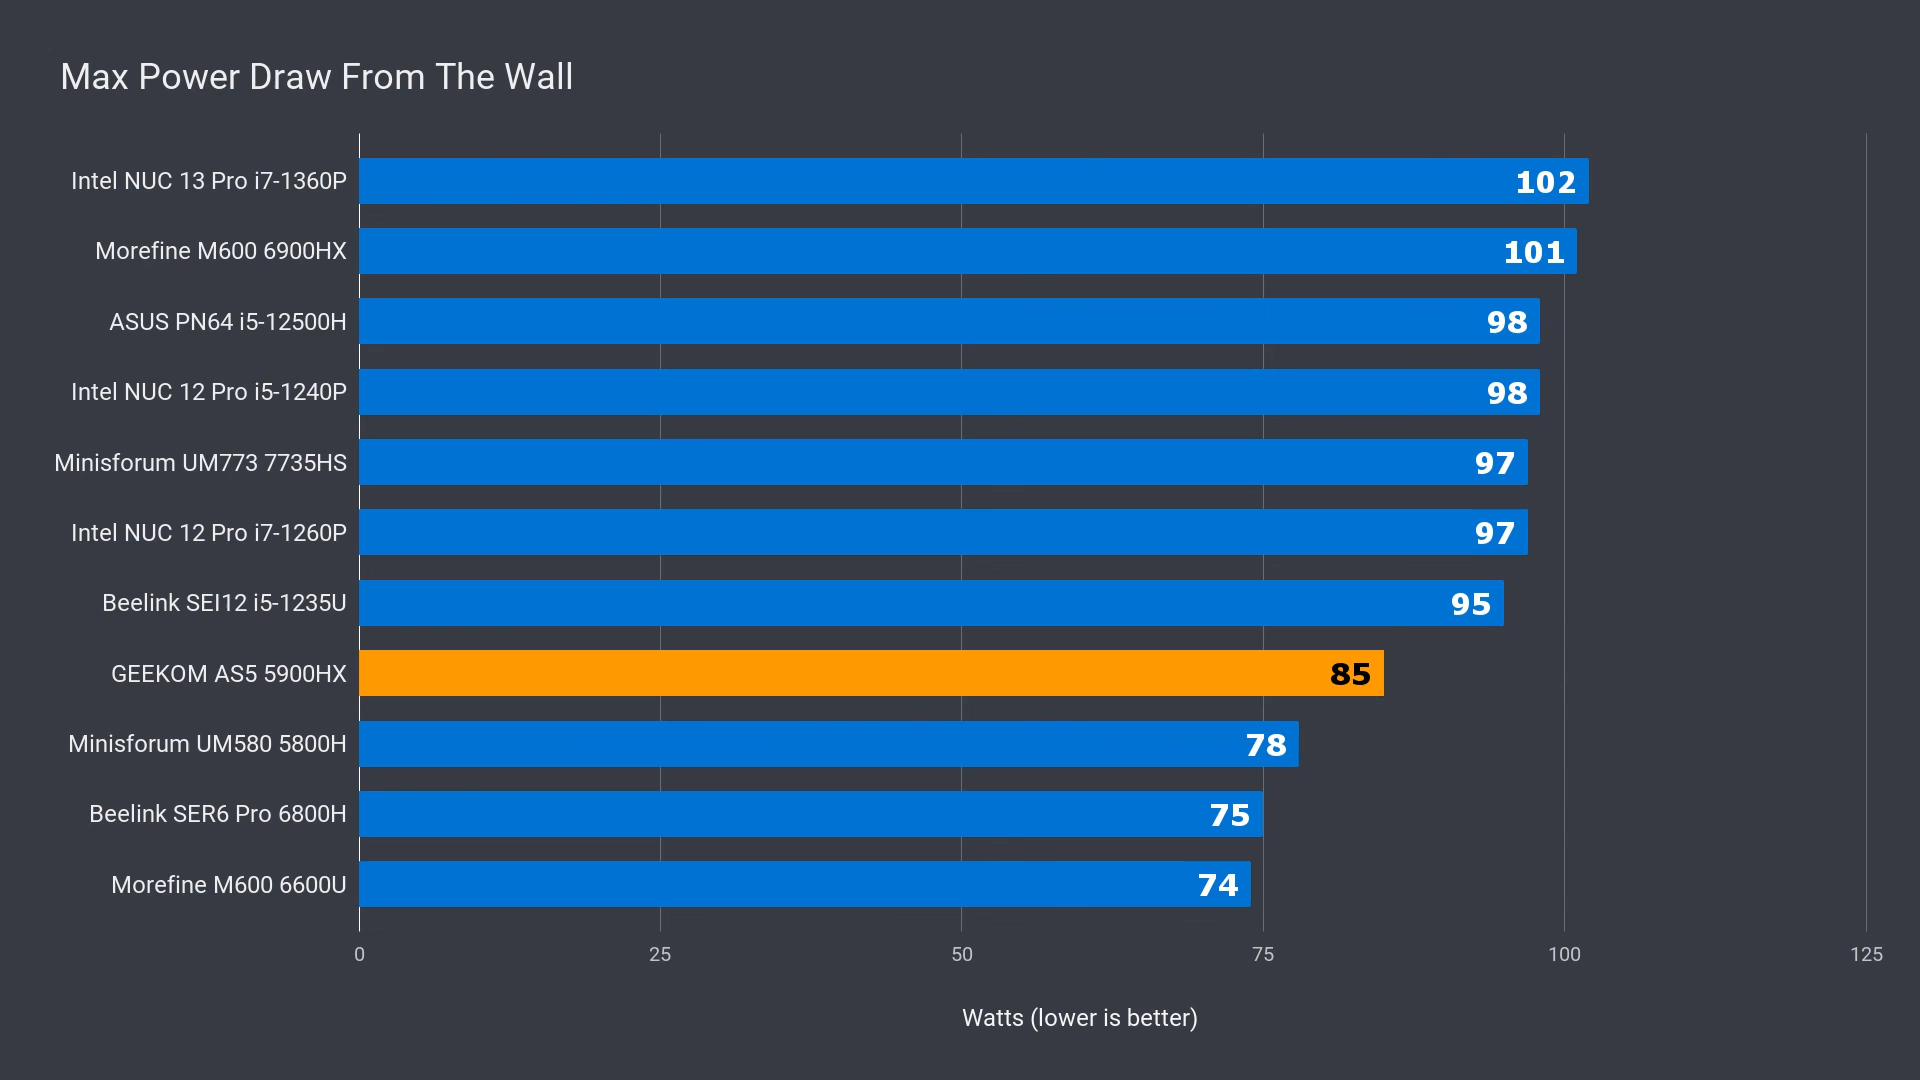 Max Power Draw From The Wall
Intel NUC 13 Pro i7-1360P 102
Morefine M600 6900HX 101
ASUS PN64 i5-12500H 98
Intel NUC 12 Pro i5-1240P 98
Minisforum UM773 7735HS 97
Intel NUC 12 Pro i7-1260P 97
Beelink SEI12 i5-1235U 95
GEEKOM AS5 5900HX 85
Minisforum UM580 5800H 78
Beelink SER6 Pro 6800H 75
Morefine M600 6600U 74
0 25 50 75 100 125
Watts (lower is better)